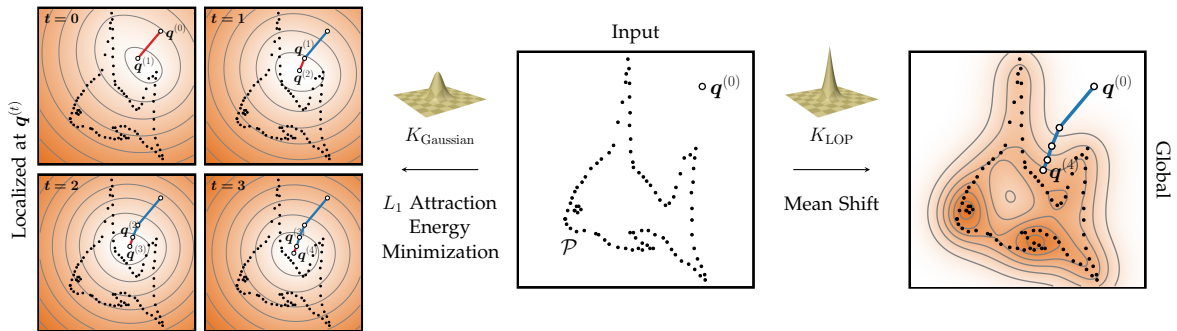 Localized at q^(t)
t=0
q^(0)
q^(1)
t=1
q^(1)
q^(2)
t=2
q^(2)
q^(3)
t=3
q^(3)
q^(4)
K_Gaussian
L₁ Attraction
Energy
Minimization
Input
q^(0)
𝒫
K_LOP
Mean Shift
q^(0)
q^(4)
Global